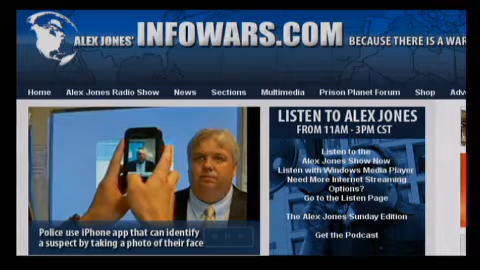 ALEX JONES' INFOWARS.COM BECAUSE THERE IS A WAR
Home Alex Jones Radio Show News Sections Multimedia Prison Planet Forum Shop Adv
LISTEN TO ALEX JONES
FROM 11AM - 3PM CST
Listen to the
Alex Jones Show Now
Listen with Windows Media Player
Need More Internet Streaming
Options?
Go to the Listen Page
The Alex Jones Sunday Edition
Get the Podcast
Police use iPhone app that can identify
a suspect by taking a photo of their face